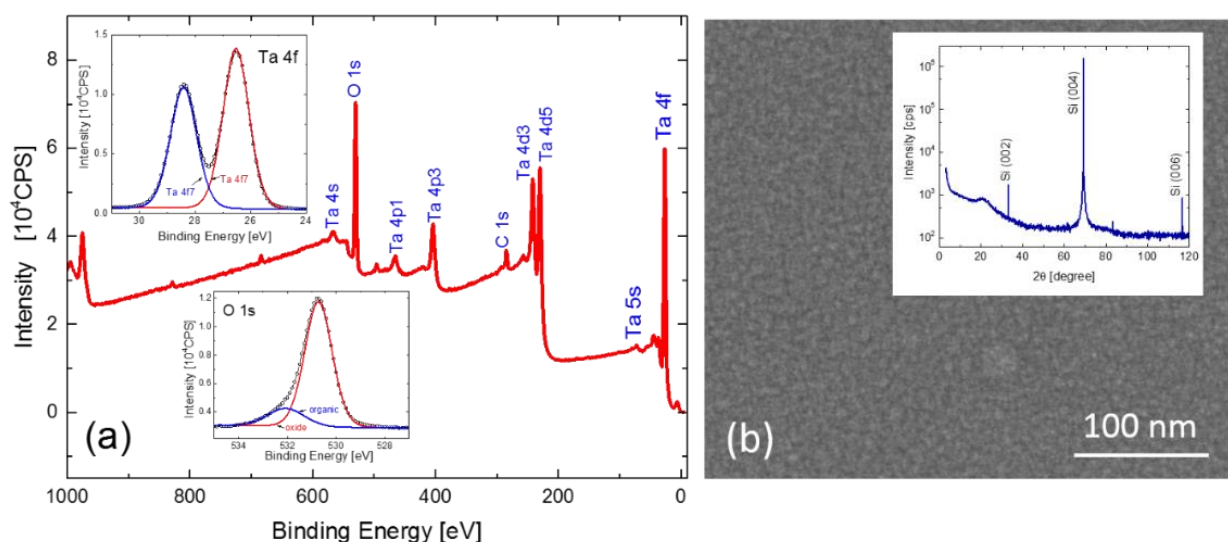 Intensity [10⁴CPS]
8
6
4
2
0
1000
800
600
400
200
0
Binding Energy [eV]
(a)
Ta 4s
O 1s
Ta 4p1
Ta 4p3
C 1s
Ta 4d3
Ta 4d5
Ta 5s
Ta 4f
Ta 4f
Intensity [10⁴CPS]
1.5
1.0
0.5
0.0
Ta 4f7
Ta 4f7
30
28
26
24
Binding Energy [eV]
O 1s
Intensity [10⁴CPS]
1.2
1.0
0.8
0.6
0.4
0.2
organic
oxide
534
532
530
528
Binding Energy [eV]
(b)
100 nm
Intensity [cps]
10⁶
10⁵
10⁴
10³
10²
Si (002)
Si (004)
Si (006)
0
20
40
60
80
100
120
2θ [degree]